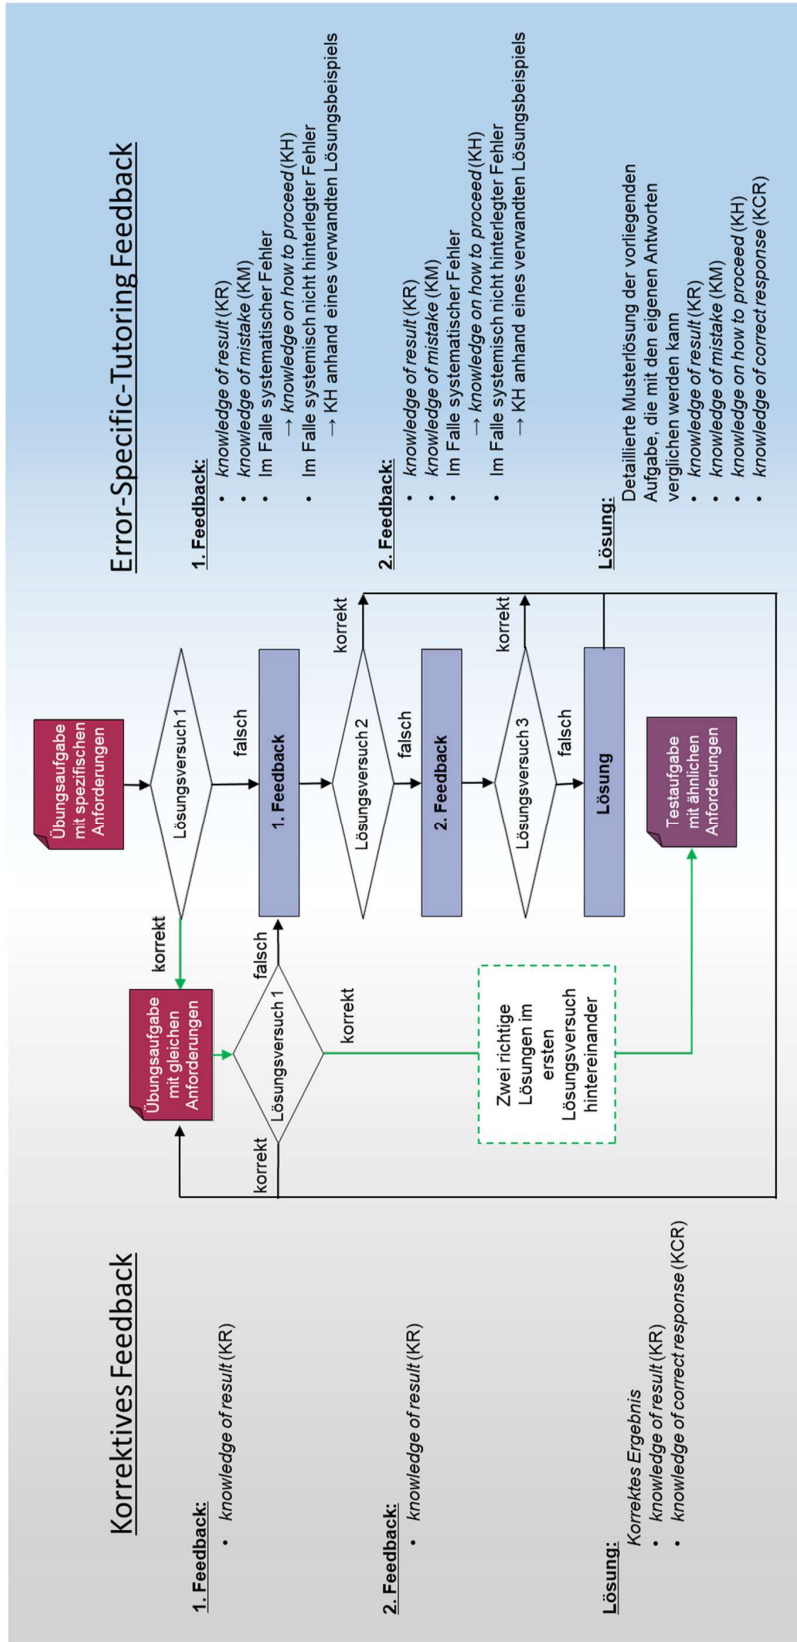 Korrektives Feedback
1. Feedback:
• knowledge of result (KR)
2. Feedback:
• knowledge of result (KR)
Lösung:
Korrektes Ergebnis
• knowledge of result (KR)
• knowledge of correct response (KCR)
Übungsaufgabe
mit spezifischen
Anforderungen
Lösungsversuch 1
korrekt
falsch
Übungsaufgabe
mit gleichen
Anforderungen
Lösungsversuch 1
korrekt
falsch
korrekt
1. Feedback
Lösungsversuch 2
korrekt
falsch
2. Feedback
Lösungsversuch 3
korrekt
falsch
Lösung
Zwei richtige
Lösungen im
ersten
Lösungsversuch
hintereinander
Testaufgabe
mit ähnlichen
Anforderungen
Error-Specific-Tutoring Feedback
1. Feedback:
• knowledge of result (KR)
• knowledge of mistake (KM)
• Im Falle systematischer Fehler
→ knowledge on how to proceed (KH)
• Im Falle systemisch nicht hinterlegter Fehler
→ KH anhand eines verwandten Lösungsbeispiels
2. Feedback:
• knowledge of result (KR)
• knowledge of mistake (KM)
• Im Falle systematischer Fehler
→ knowledge on how to proceed (KH)
• Im Falle systemisch nicht hinterlegter Fehler
→ KH anhand eines verwandten Lösungsbeispiels
Lösung:
Detaillierte Musterlösung der vorliegenden
Aufgabe, die mit den eigenen Antworten
verglichen werden kann
• knowledge of result (KR)
• knowledge of mistake (KM)
• knowledge on how to proceed (KH)
• knowledge of correct response (KCR)